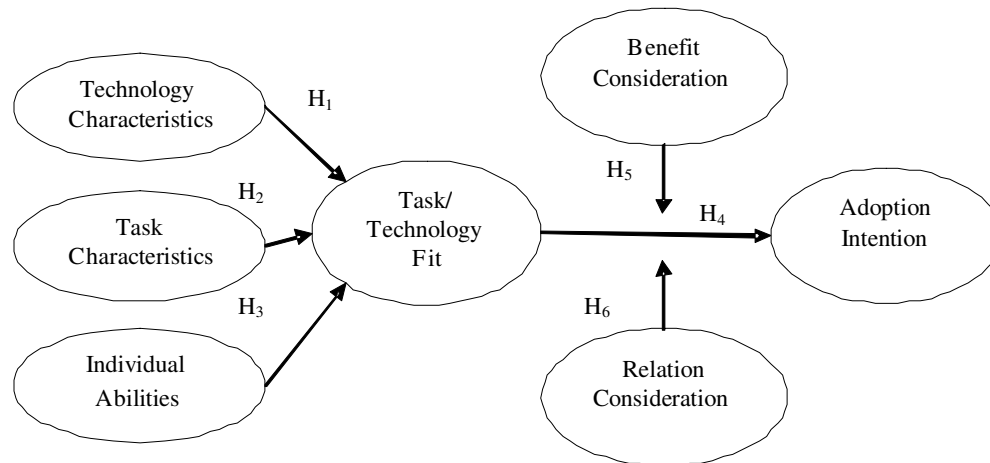 Technology
Characteristics
H1
H2
Task
Characteristics
H3
Individual
Abilities
Task/
Technology
Fit
Benefit
Consideration
H5
H4
H6
Relation
Consideration
Adoption
Intention